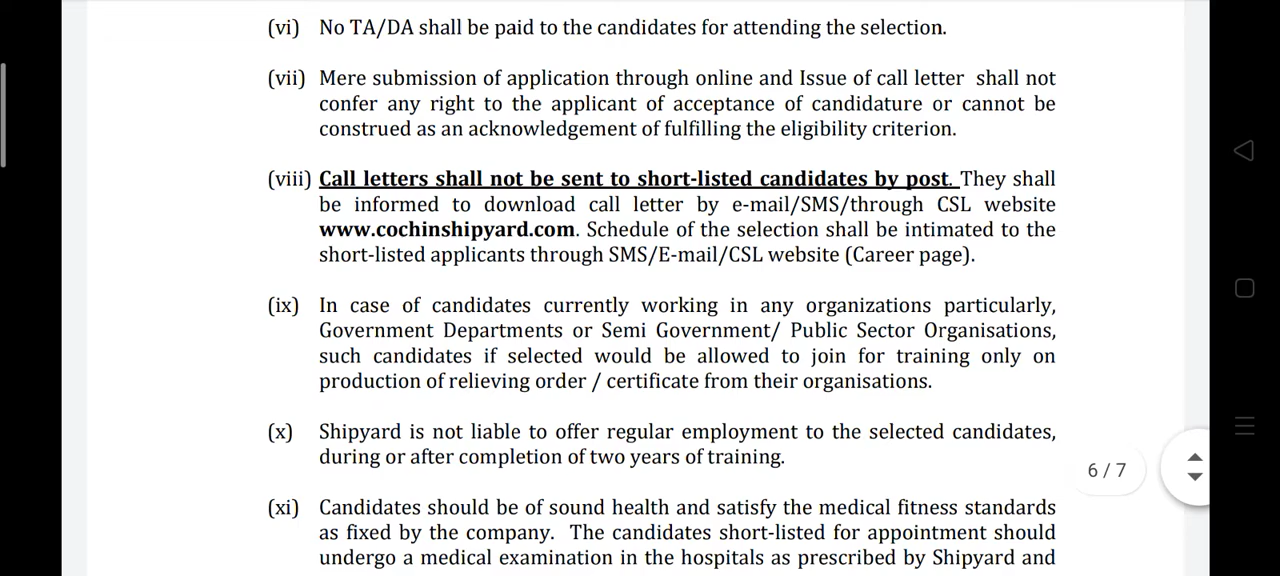 (vi) No TA/DA shall be paid to the candidates for attending the selection.
(vii) Mere submission of application through online and Issue of call letter shall not
confer any right to the applicant of acceptance of candidature or cannot be
construed as an acknowledgement of fulfilling the eligibility criterion.
(viii) Call letters shall not be sent to short-listed candidates by post. They shall
be informed to download call letter by e-mail/SMS/through CSL website
www.cochinshipyard.com. Schedule of the selection shall be intimated to the
short-listed applicants through SMS/E-mail/CSL website (Career page).
(ix) In case of candidates currently working in any organizations particularly,
Government Departments or Semi Government/ Public Sector Organisations,
such candidates if selected would be allowed to join for training only on
production of relieving order / certificate from their organisations.
(x) Shipyard is not liable to offer regular employment to the selected candidates,
during or after completion of two years of training.
6 / 7
(xi) Candidates should be of sound health and satisfy the medical fitness standards
as fixed by the company. The candidates short-listed for appointment should
undergo a medical examination in the hospitals as prescribed by Shipyard and